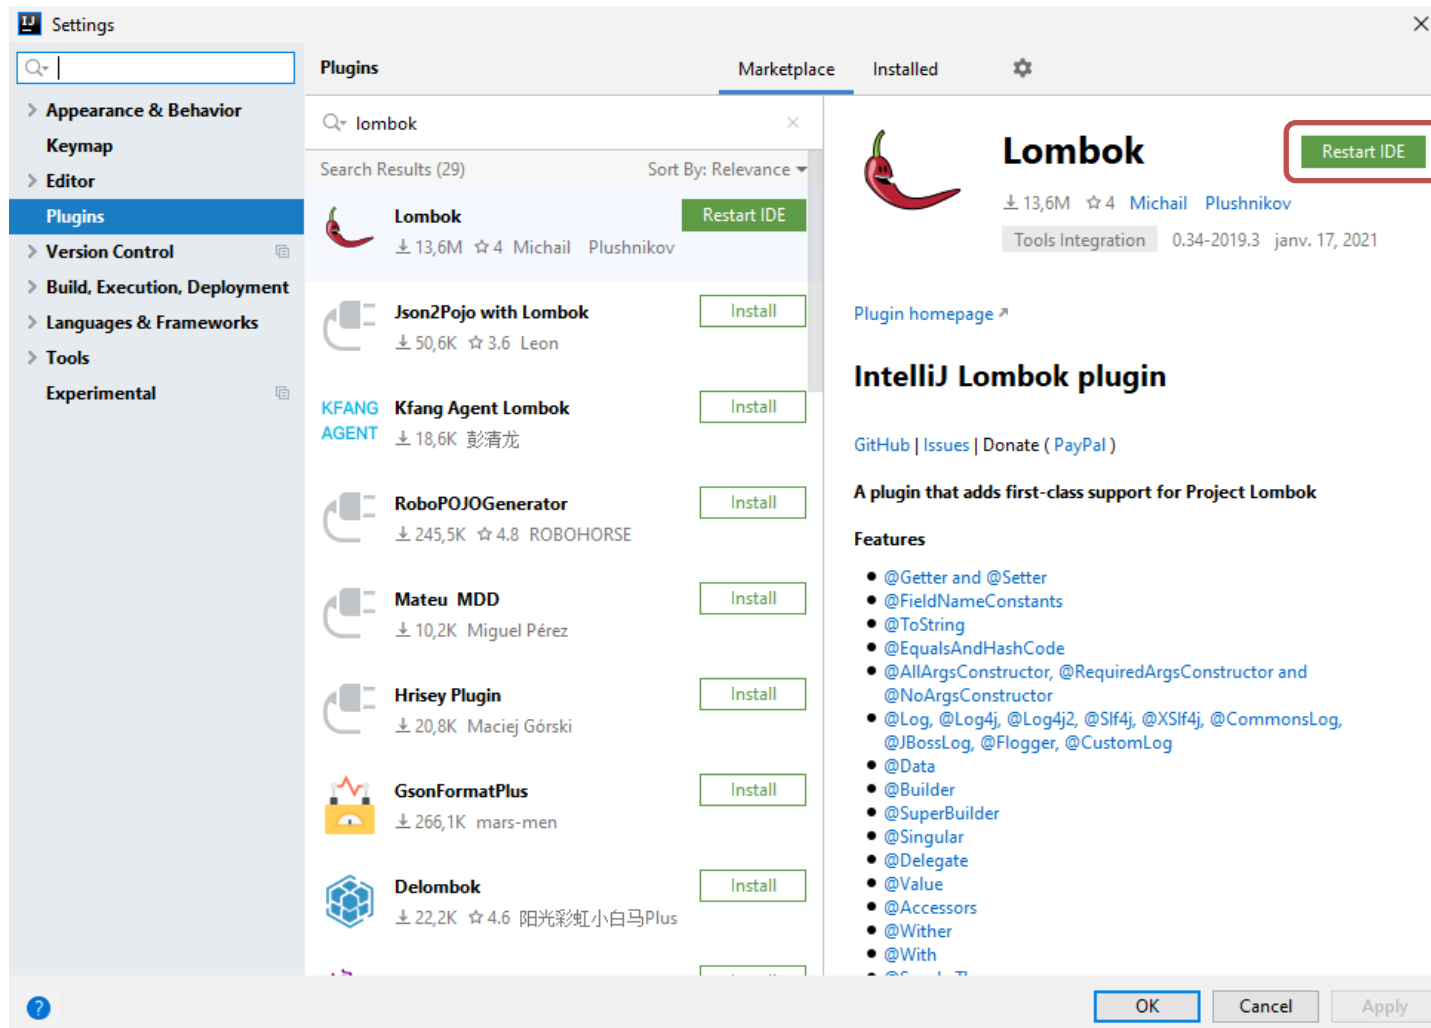 IJ Settings
Appearance & Behavior
Keymap
Editor
Plugins
Version Control
Build, Execution, Deployment
Languages & Frameworks
Tools
Experimental
Plugins
Marketplace Installed
lombok
Search Results (29) Sort By: Relevance
Lombok Restart IDE
13,6M 4 Michail Plushnikov
Json2Pojo with Lombok Install
50,6K 3.6 Leon
KFANG AGENT
Kfang Agent Lombok Install
18,6K 彭清龙
RoboPOJOGenerator Install
245,5K 4.8 ROBOHORSE
Mateu MDD Install
10,2K Miguel Pérez
Hrisey Plugin Install
20,8K Maciej Górski
GsonFormatPlus Install
266,1K mars-men
Delombok Install
22,2K 4.6 阳光彩虹小白马Plus
Lombok Restart IDE
13,6M 4 Michail Plushnikov
Tools Integration 0.34-2019.3 janv. 17, 2021
Plugin homepage
IntelliJ Lombok plugin
GitHub | Issues | Donate ( PayPal )
A plugin that adds first-class support for Project Lombok
Features
@Getter and @Setter
@FieldNameConstants
@ToString
@EqualsAndHashCode
@AllArgsConstructor, @RequiredArgsConstructor and
@NoArgsConstructor
@Log, @Log4j, @Log4j2, @Slf4j, @XSlf4j, @CommonsLog,
@JBossLog, @Flogger, @CustomLog
@Data
@Builder
@SuperBuilder
@Singular
@Delegate
@Value
@Accessors
@Wither
@With
? OK Cancel Apply